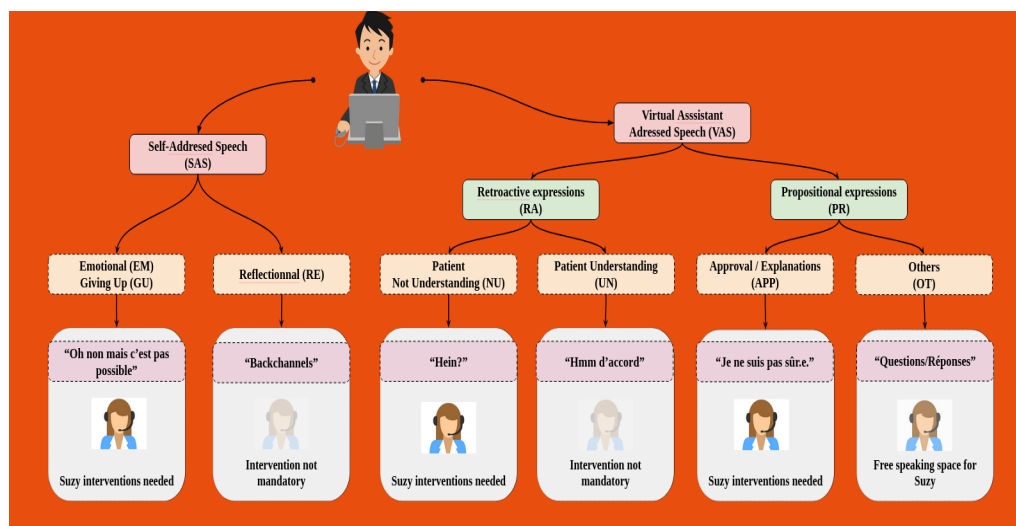 Virtual Asssistant
Adressed Speech (VAS)
Self-Addresed Speech
(SAS)
Retroactive expressions
(RA)
Propositional expressions
(PR)
Emotional (EM)
Giving Up (GU)
Reflectionnal (RE)
Patient
Not Understanding (NU)
Patient Understanding
(UN)
Approval / Explanations
(APP)
Others
(OT)
“Oh non mais c’est pas
possible”
“Backchannels”
“Hein?”
“Hmm d’accord”
“Je ne suis pas sûr.e.”
“Questions/Réponses”
Suzy interventions needed
Intervention not
mandatory
Suzy interventions needed
Intervention not
mandatory
Suzy interventions needed
Free speaking space for
Suzy